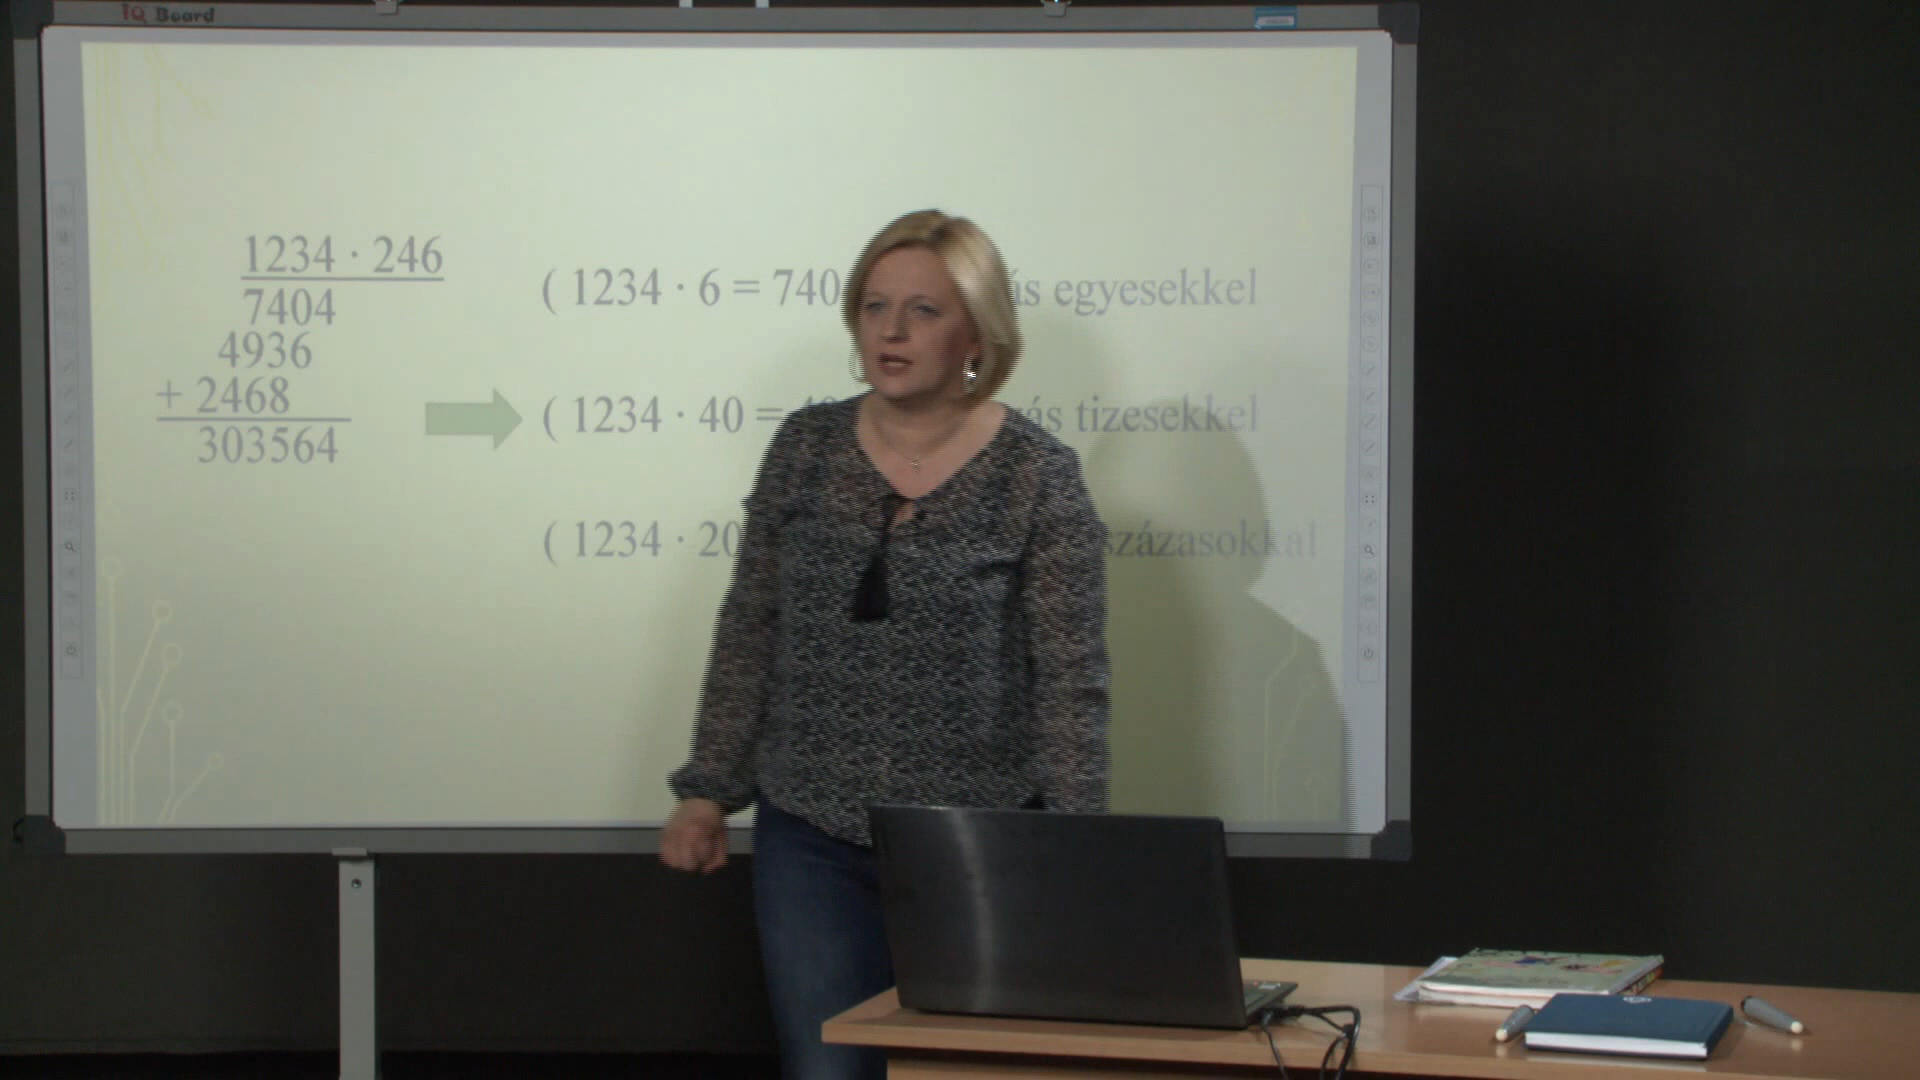 IQ Board
1234 · 246
7404
4936
+ 2468
303564
( 1234 · 6 = 740 ás egyesekkel
( 1234 · 40 = ás tizesekkel
( 1234 · 20 százasokkal